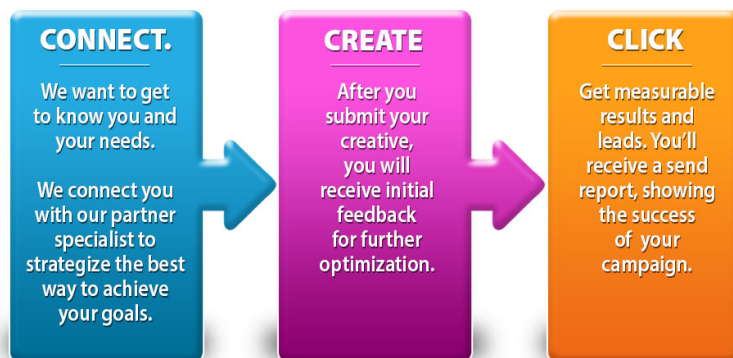 CONNECT.
We want to get
to know you and
your needs.
We connect you
with our partner
specialist to
strategize the best
way to achieve
your goals.
CREATE
After you
submit your
creative,
you will
receive initial
feedback
for further
optimization.
CLICK
Get measurable
results and
leads. You'll
receive a send
report, showing
the success
of your
campaign.